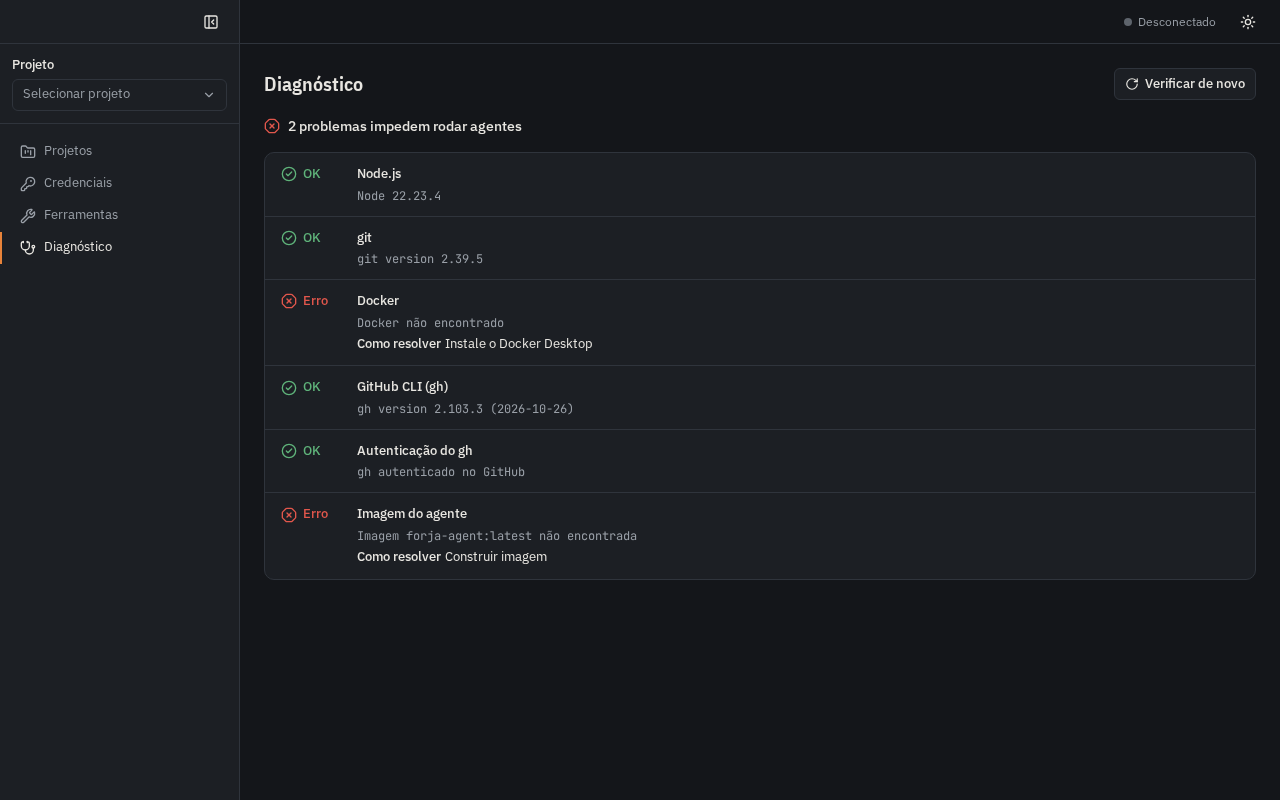 Desconectado
Projeto
Selecionar projeto
Projetos
Credenciais
Ferramentas
Diagnóstico
Diagnóstico
Verificar de novo
2 problemas impedem rodar agentes
OK Node.js
Node 22.23.4
OK git
git version 2.39.5
Erro Docker
Docker não encontrado
Como resolver Instale o Docker Desktop
OK GitHub CLI (gh)
gh version 2.103.3 (2026-10-26)
OK Autenticação do gh
gh autenticado no GitHub
Erro Imagem do agente
Imagem forja-agent:latest não encontrada
Como resolver Construir imagem